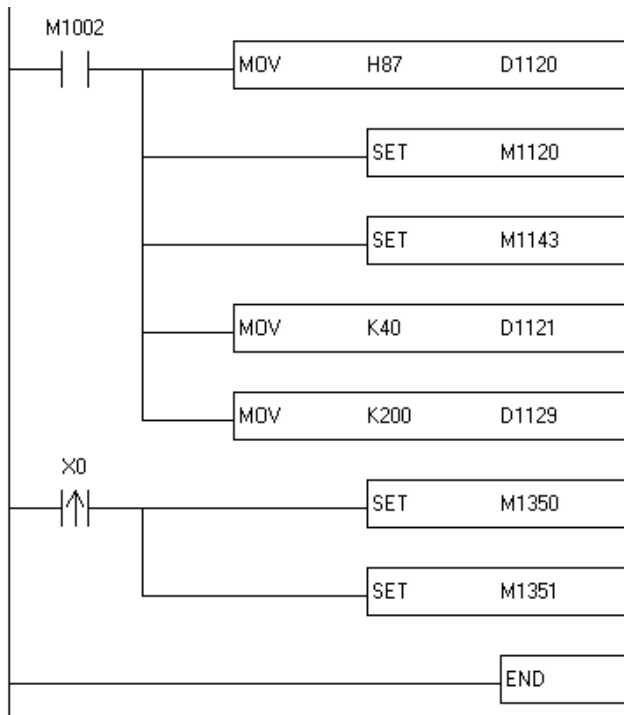 M1002
MOV H87 D1120
SET M1120
SET M1143
MOV K40 D1121
MOV K200 D1129
X0
SET M1350
SET M1351
END